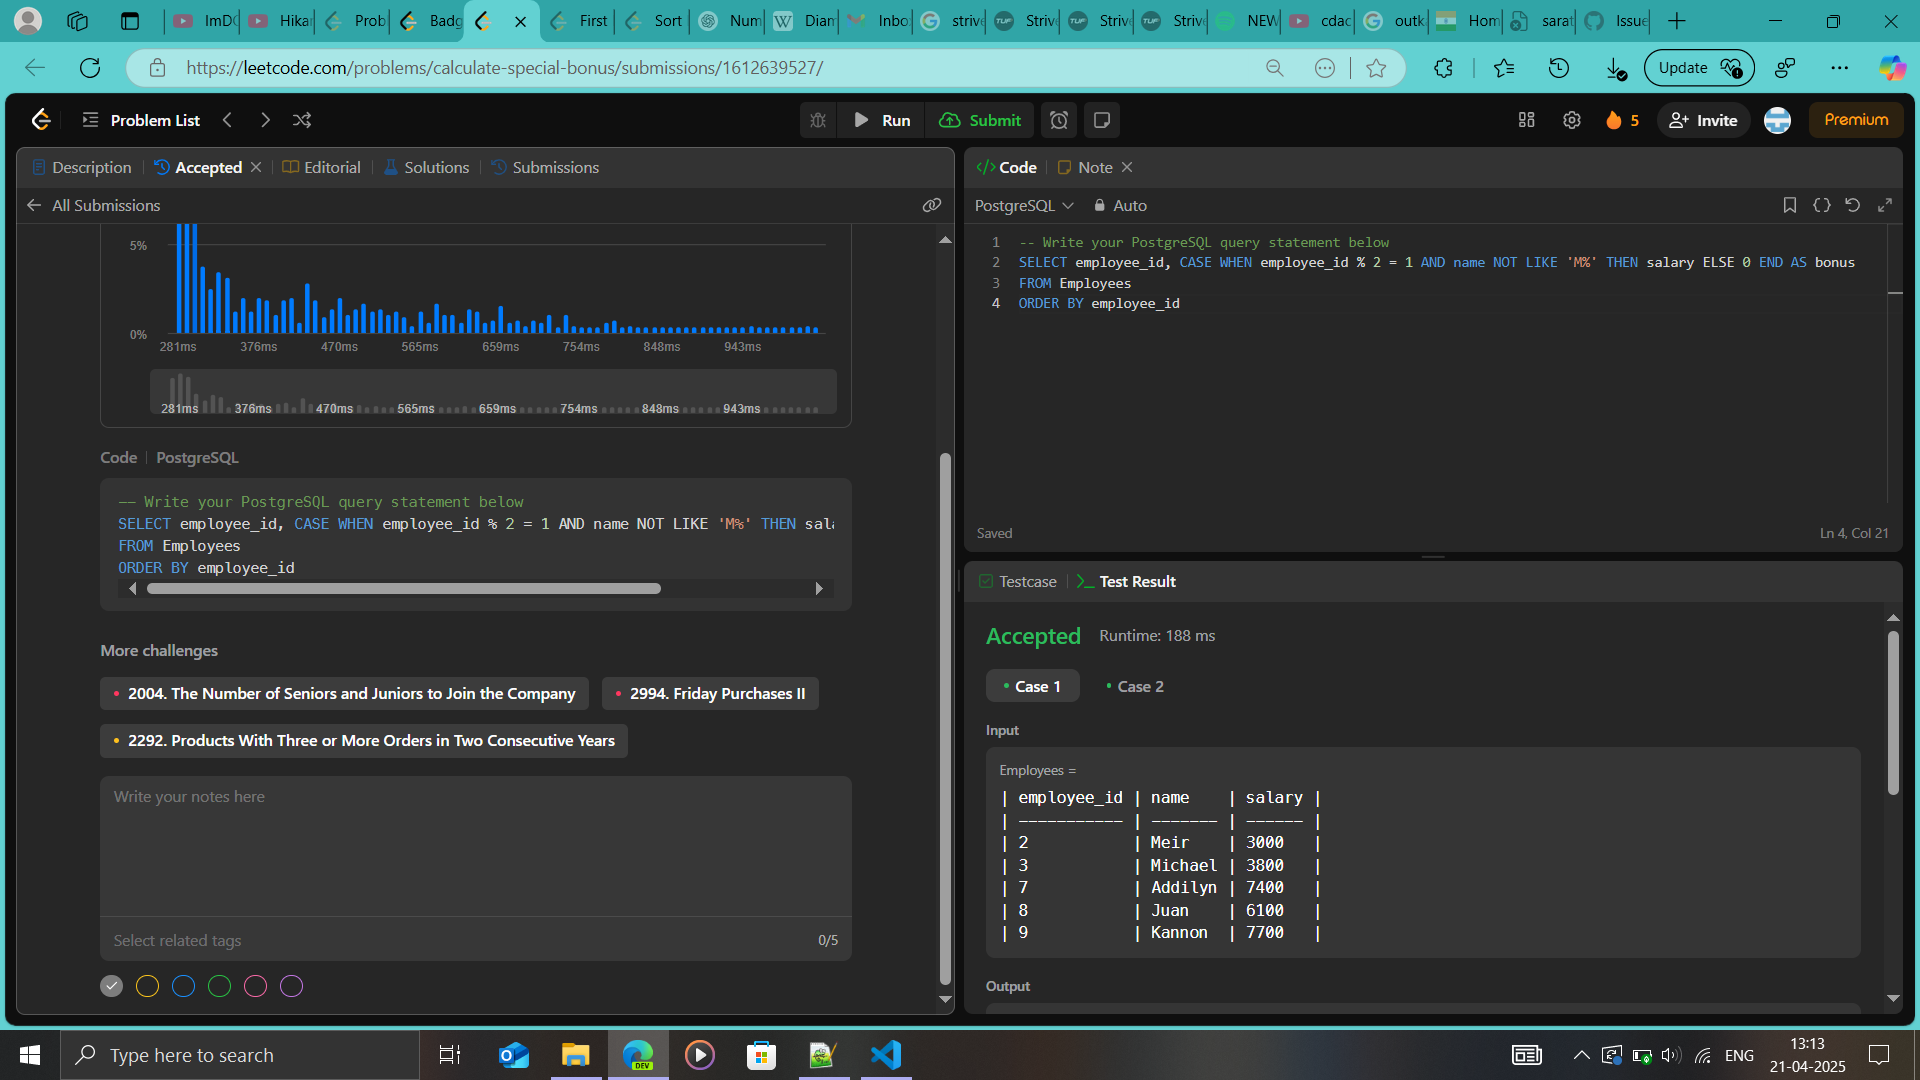 ImDC
Hikar
Prob
Badg
First
Sort
Num
Dian
Inbo
strive
Strive
Strive
Strive
NEW
cdac
outk
Hom
sarat
Issue
https://leetcode.com/problems/calculate-special-bonus/submissions/1612639527/
Update
Problem List
Run
Submit
5
Invite
Premium
Description
Accepted
Editorial
Solutions
Submissions
All Submissions
5%
0%
281ms 376ms 470ms 565ms 659ms 754ms 848ms 943ms
281ms 376ms 470ms 565ms 659ms 754ms 848ms 943ms
Code | PostgreSQL
-- Write your PostgreSQL query statement below
SELECT employee_id, CASE WHEN employee_id % 2 = 1 AND name NOT LIKE 'M%' THEN sala
FROM Employees
ORDER BY employee_id
More challenges
2004. The Number of Seniors and Juniors to Join the Company
2994. Friday Purchases II
2292. Products With Three or More Orders in Two Consecutive Years
Write your notes here
Select related tags
0/5
</> Code
Note
PostgreSQL
Auto
1 -- Write your PostgreSQL query statement below
2 SELECT employee_id, CASE WHEN employee_id % 2 = 1 AND name NOT LIKE 'M%' THEN salary ELSE 0 END AS bonus
3 FROM Employees
4 ORDER BY employee_id
Saved
Ln 4, Col 21
Testcase
Test Result
Accepted
Runtime: 188 ms
Case 1
Case 2
Input
Employees =
| employee_id | name | salary |
| ----------- | ------- | ------ |
| 2 | Meir | 3000 |
| 3 | Michael | 3800 |
| 7 | Addilyn | 7400 |
| 8 | Juan | 6100 |
| 9 | Kannon | 7700 |
Output
Type here to search
DEV
ENG
13:13
21-04-2025